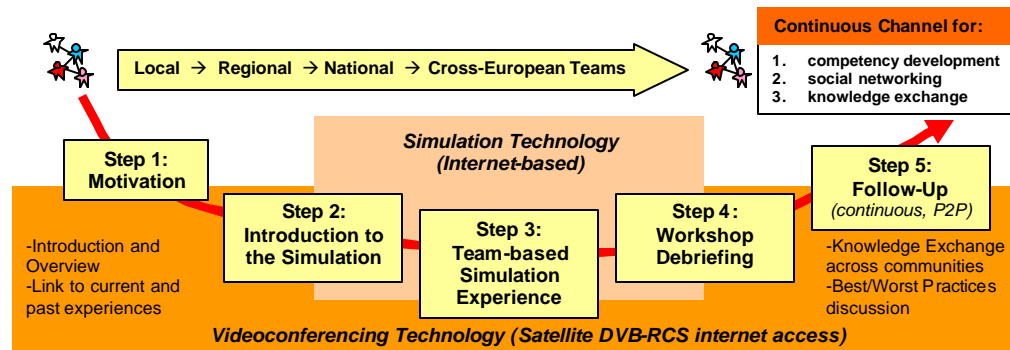 Continuous Channel for:
1. competency development
2. social networking
3. knowledge exchange
Local → Regional → National → Cross-European Teams
Simulation Technology
(Internet-based)
Step 1:
Motivation
Step 2:
Introduction to
the Simulation
Step 3:
Team-based
Simulation
Experience
Step 4:
Workshop
Debriefing
Step 5:
Follow-Up
(continuous, P2P)
-Introduction and
Overview
-Link to current and
past experiences
-Knowledge Exchange
across communities
-Best/Worst Practices
discussion
Videoconferencing Technology (Satellite DVB-RCS internet access)